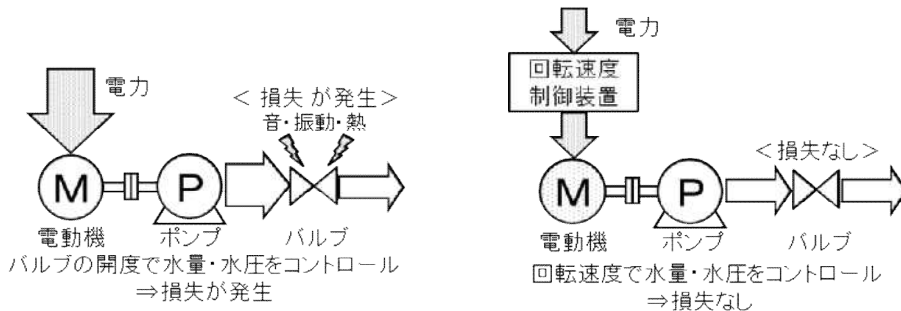 電力
<損失が発生>
音・振動・熱
M
P
電動機
ポンプ
バルブ
バルブの開度で水量・水圧をコントロール
⇒損失が発生
電力
回転速度
制御装置
<損失なし>
M
P
電動機
ポンプ
バルブ
回転速度で水量・水圧をコントロール
⇒損失なし